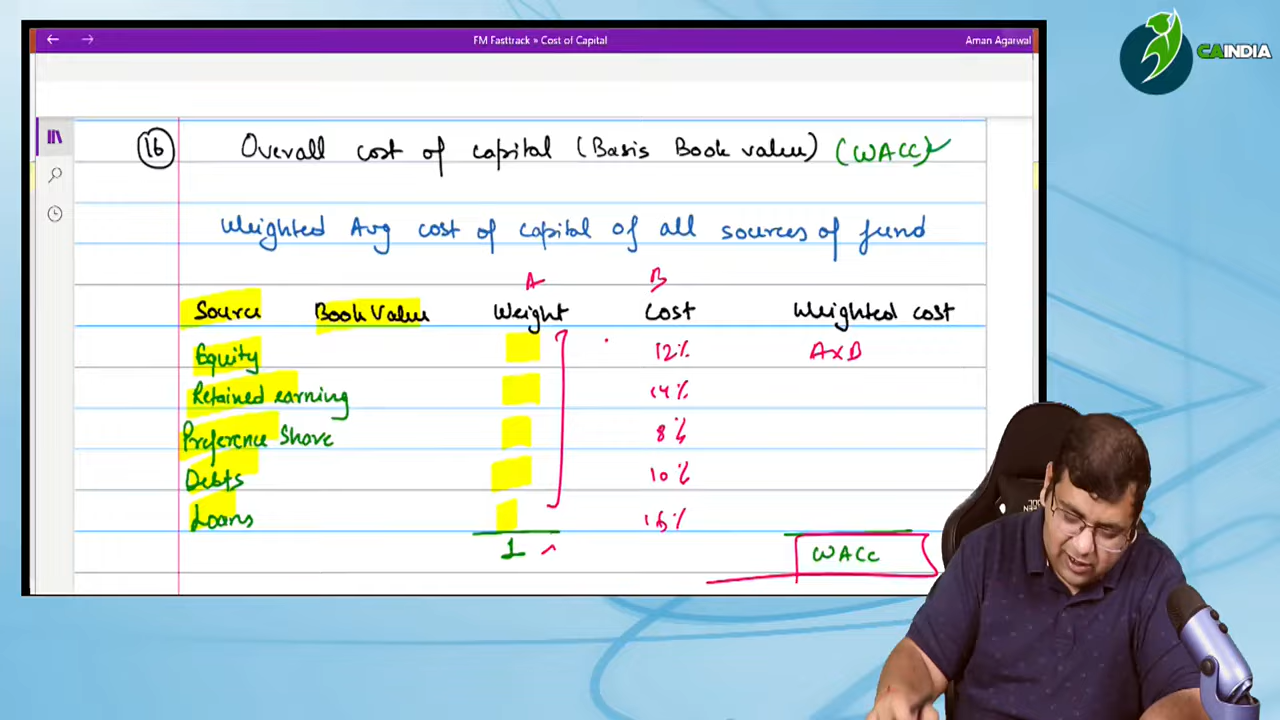 FM Fasttrack » Cost of Capital
Aman Agarwal
CAINDIA
16 Overall cost of capital (Basis Book value) (WACC)
Weighted Avg cost of capital of all sources of fund
A B
Source Book Value Weight Cost Weighted cost
Equity 12% A×B
Retained earning 14%
Preference Share 8%
Debts 10%
Loans
1
WACC